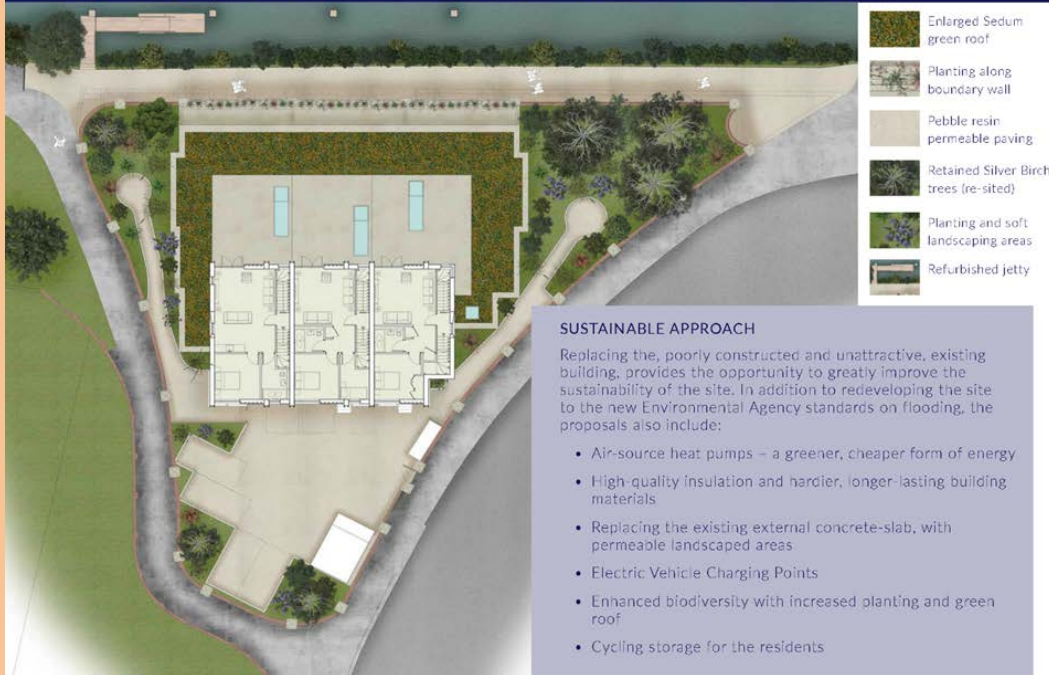 Enlarged Sedum
green roof
Planting along
boundary wall
Pebble resin
permeable paving
Retained Silver Birch
trees (re-sited)
Planting and soft
landscaping areas
Refurbished jetty
SUSTAINABLE APPROACH
Replacing the, poorly constructed and unattractive, existing
building, provides the opportunity to greatly improve the
sustainability of the site. In addition to redeveloping the site
to the new Environmental Agency standards on flooding, the
proposals also include:
• Air-source heat pumps – a greener, cheaper form of energy
• High-quality insulation and harder, longer-lasting building
materials
• Replacing the existing external concrete-slab, with
permeable landscaped areas
• Electric Vehicle Charging Points
• Enhanced biodiversity with increased planting and green
roof
• Cycling storage for the residents